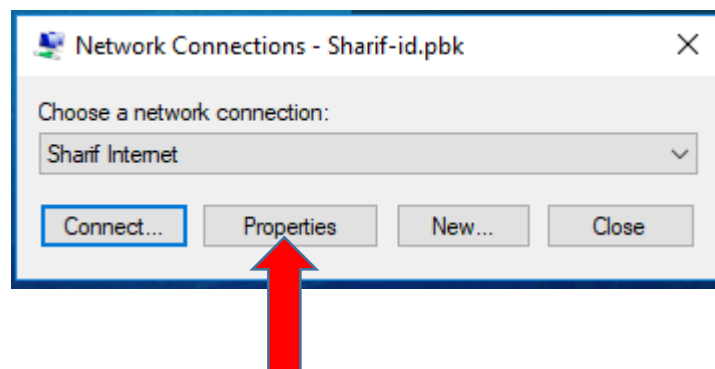 Network Connections - Sharif-id.pbk
Choose a network connection:
Sharif Internet
Connect... Properties New... Close